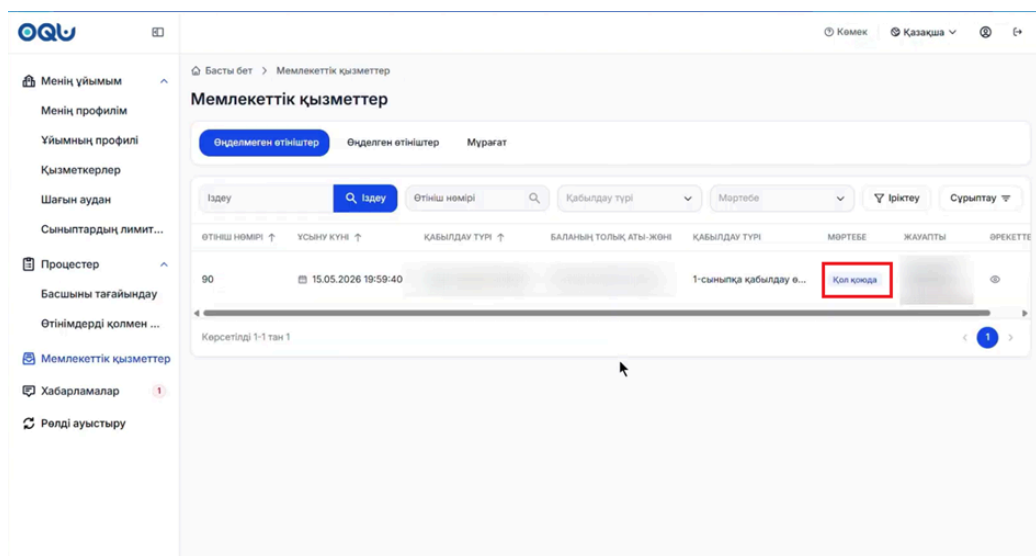 OQU
Көмек
Қазақша
Менің ұйымым
Менің профилім
Ұйымның профилі
Қызметкерлер
Шағын аудан
Сыныптардың лимит...
Процестер
Басшыны тағайындау
Өтінімдерді қолмен ...
Мемлекеттік қызметтер
Хабарламалар 1
Рөлді ауыстыру
Басты бет > Мемлекеттік қызметтер
Мемлекеттік қызметтер
Өңделмеген өтініштер Өңделген өтініштер Мұрағат
Іздеу Іздеу Өтініш нөмірі Қабылдау түрі Мәртебе Іріктеу Сұрыптау
ӨТІНІШ НӨМІРІ ↑ ҰСЫНУ КҮНІ ↑ ҚАБЫЛДАУ ТҮРІ ↑ БАЛАНЫҢ ТОЛЫҚ АТЫ-ЖӨНІ ҚАБЫЛДАУ ТҮРІ МӘРТЕБЕ ЖАУАПТЫ ӘРЕКЕТТЕ
90 15.05.2026 19:59:40 1-сыныпқа қабылдау ө... Қол қоюда
Көрсетілді 1-1 тан 1 < 1 >